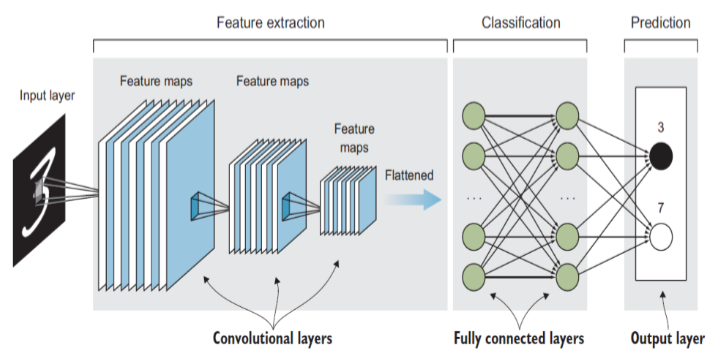 Feature extraction
Classification
Prediction
Input layer
Feature maps
Feature maps
Feature
maps
Flattened
3
7
. . .
. . .
Convolutional layers
Fully connected layers
Output layer